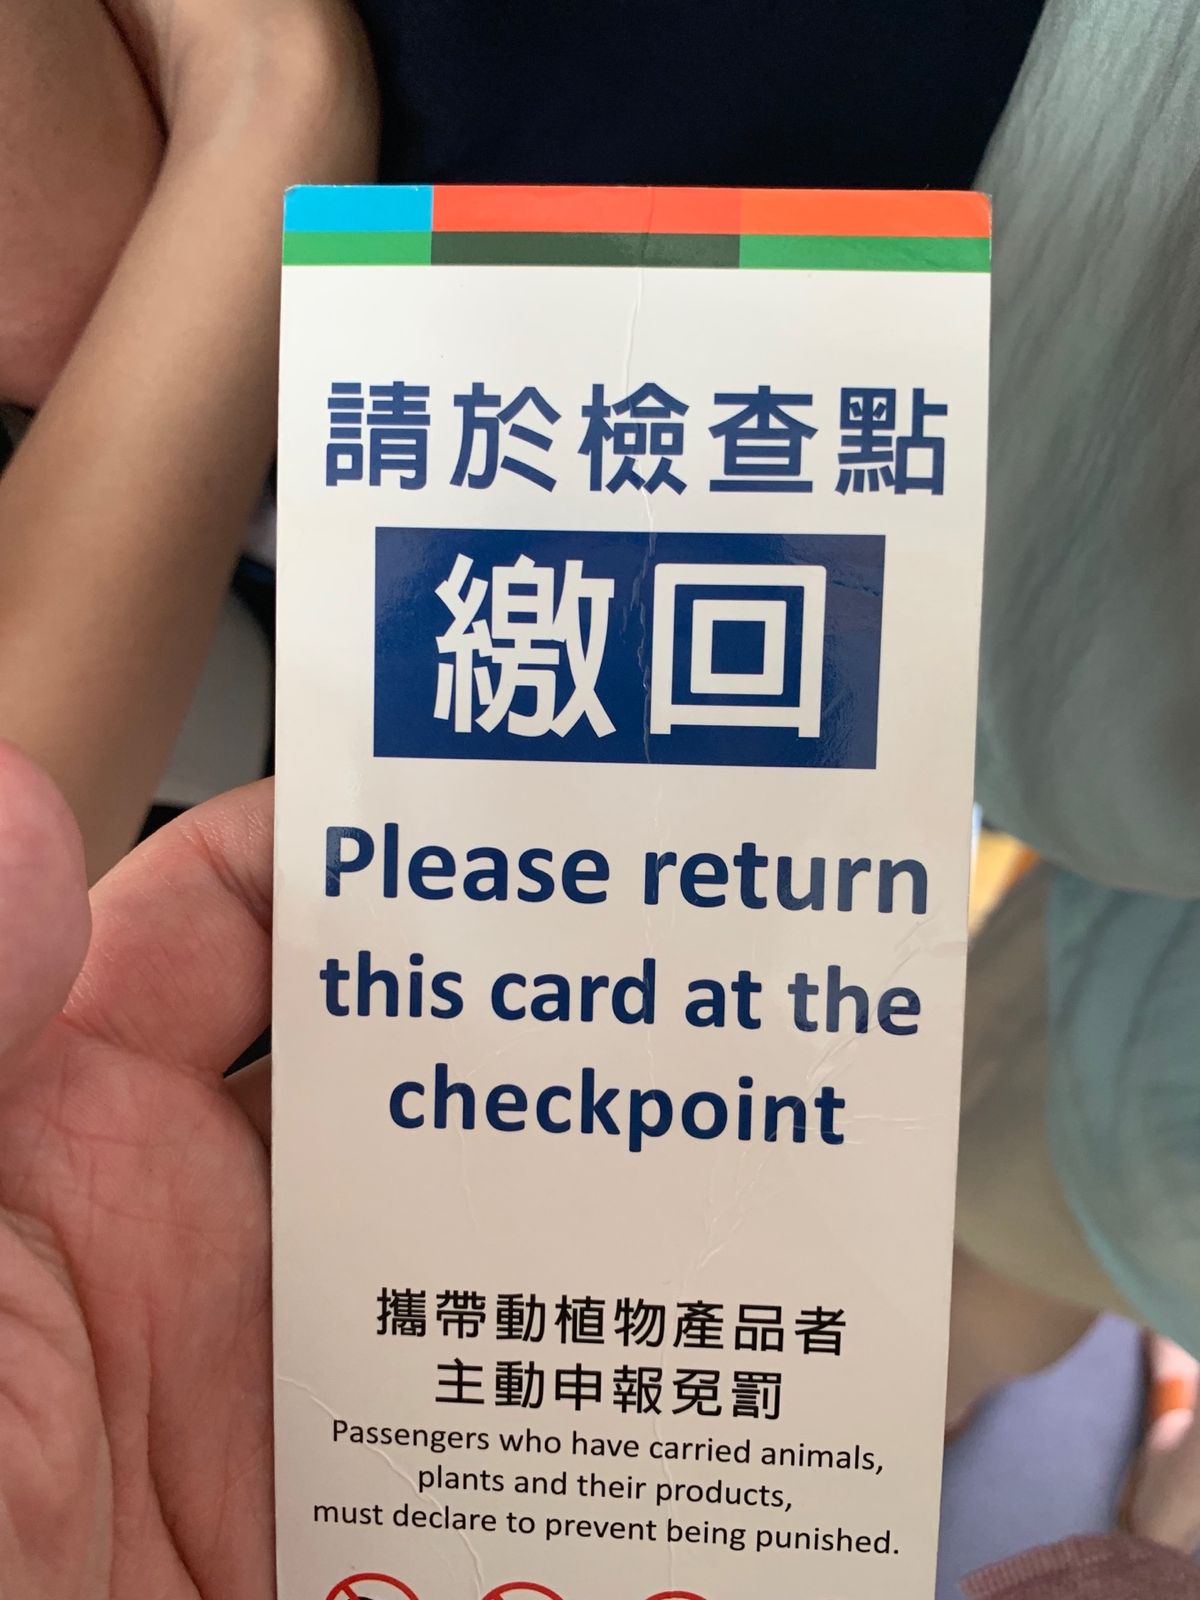 請於檢查點
繳回
Please return
this card at the
checkpoint
攜帶動植物產品者
主動申報免罰
Passengers who have carried animals,
plants and their products,
must declare to prevent being punished.